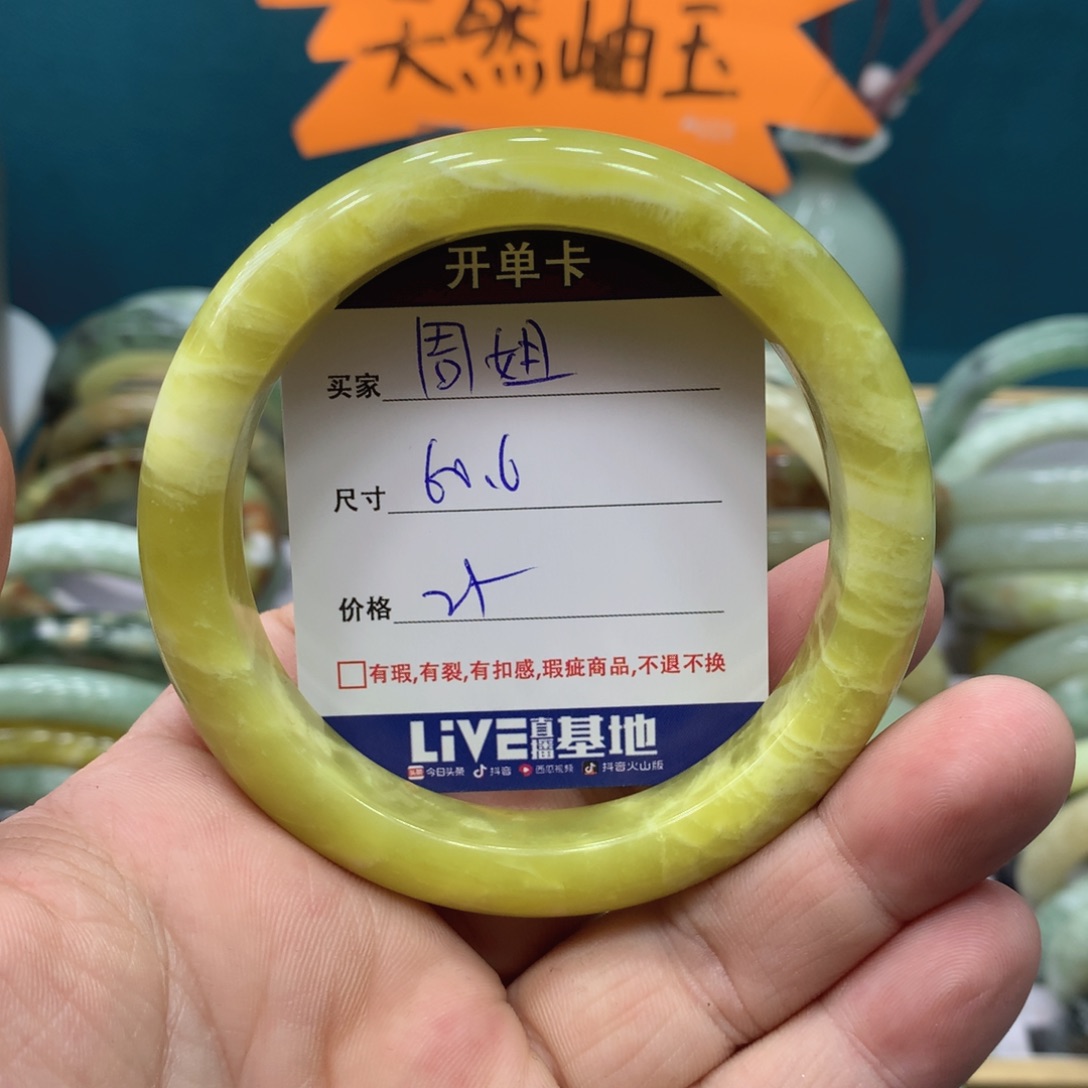 天然岫玉
开单卡
买家 周姐
尺寸 60.6
价格
□有瑕,有裂,有扣感,瑕疵商品,不退不换
LiVE直播基地
今日头条 抖音 西瓜视频 抖音火山版